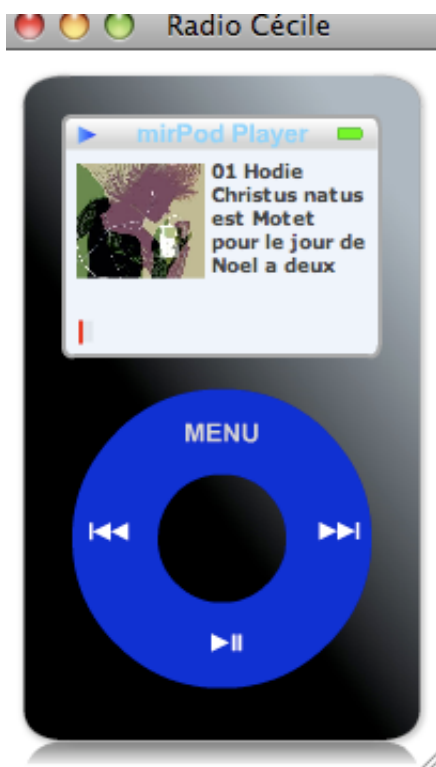 Radio Cécile
mirPod Player
01 Hodie
Christus natus
est Motet
pour le jour de
Noel a deux
MENU